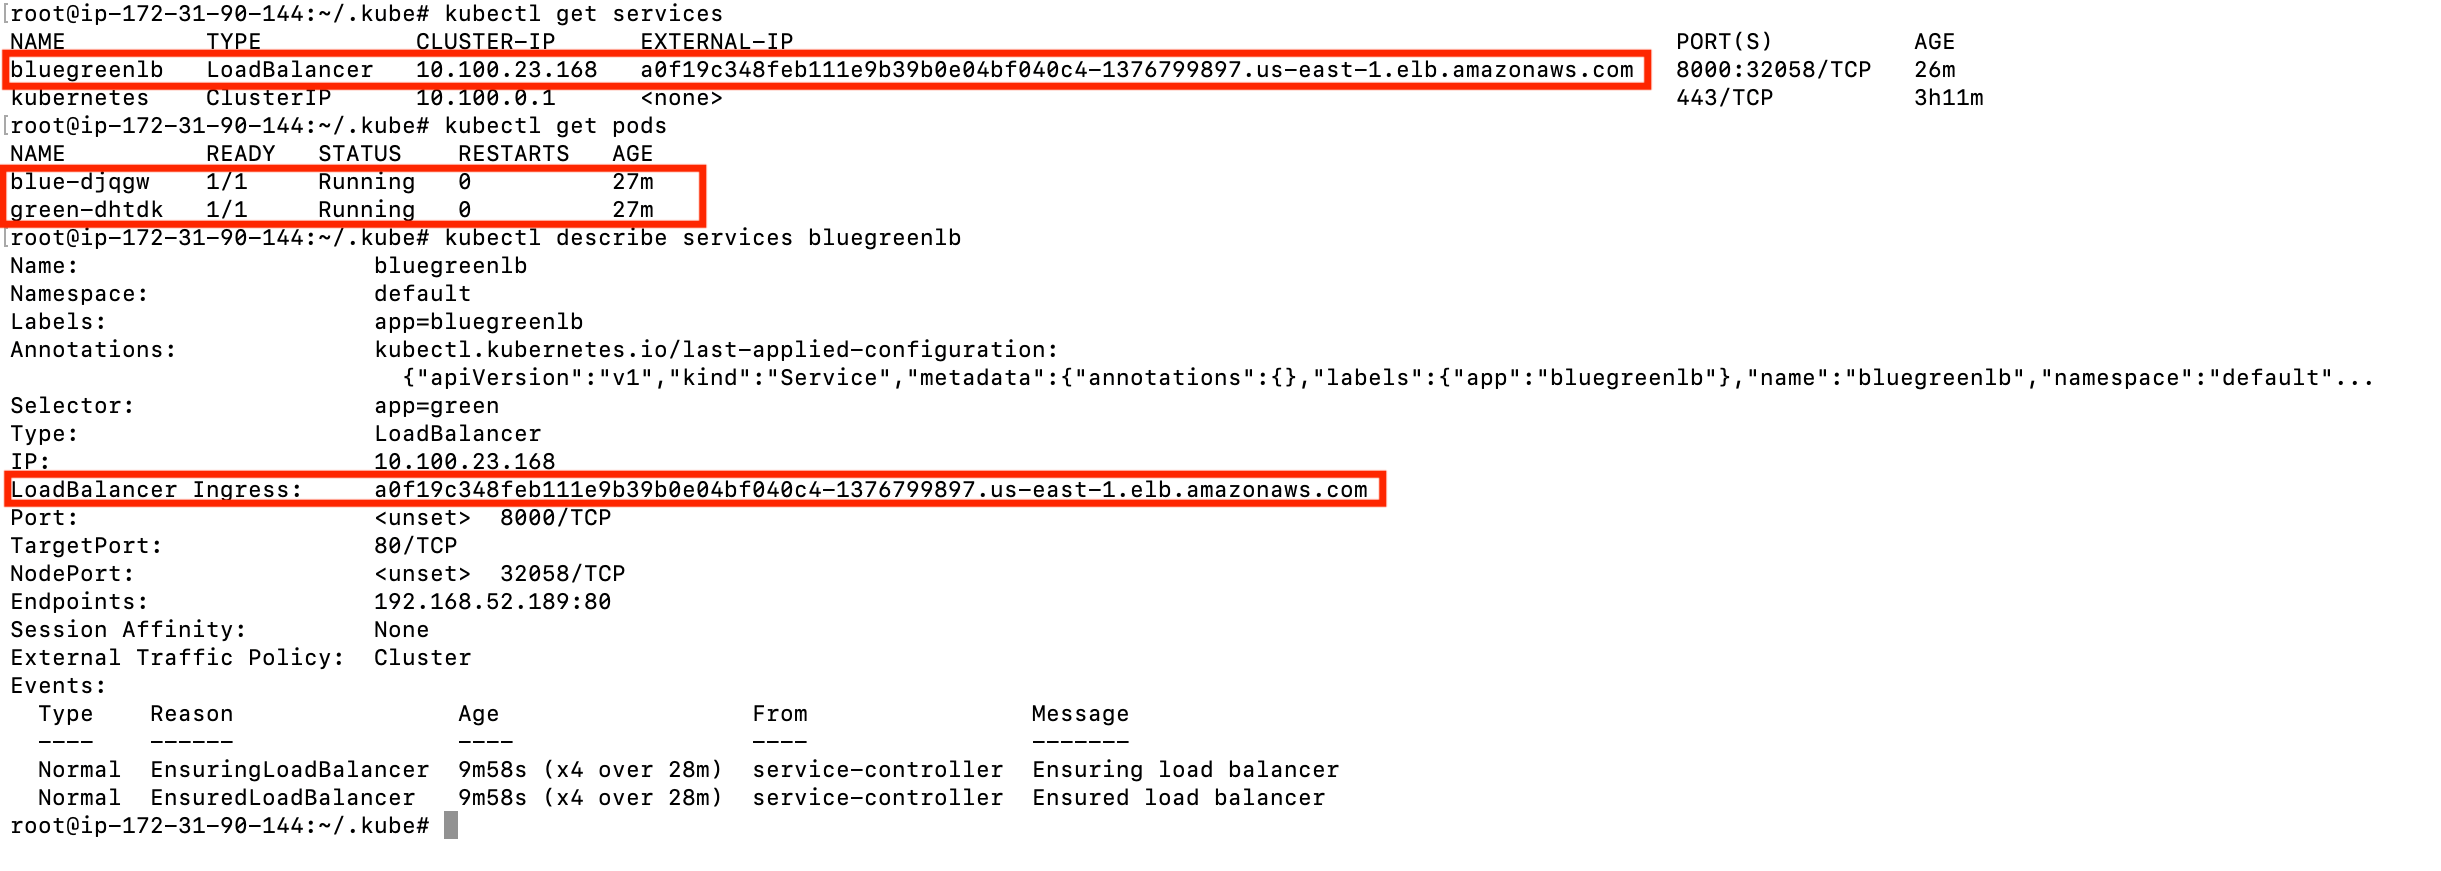 [root@ip-172-31-90-144:~/.kube# kubectl get services
NAME TYPE CLUSTER-IP EXTERNAL-IP PORT(S) AGE
bluegreenlb LoadBalancer 10.100.23.168 a0f19c348feb111e9b39b0e04bf040c4-1376799897.us-east-1.elb.amazonaws.com 8000:32058/TCP 26m
kubernetes ClusterIP 10.100.0.1 <none> 443/TCP 3h11m
[root@ip-172-31-90-144:~/.kube# kubectl get pods
NAME READY STATUS RESTARTS AGE
blue-djqgw 1/1 Running 0 27m
green-dhtdk 1/1 Running 0 27m
[root@ip-172-31-90-144:~/.kube# kubectl describe services bluegreenlb
Name: bluegreenlb
Namespace: default
Labels: app=bluegreenlb
Annotations: kubectl.kubernetes.io/last-applied-configuration:
{"apiVersion":"v1","kind":"Service","metadata":{"annotations":{},"labels":{"app":"bluegreenlb"},"name":"bluegreenlb","namespace":"default"...
Selector: app=green
Type: LoadBalancer
IP: 10.100.23.168
LoadBalancer Ingress: a0f19c348feb111e9b39b0e04bf040c4-1376799897.us-east-1.elb.amazonaws.com
Port: <unset> 8000/TCP
TargetPort: 80/TCP
NodePort: <unset> 32058/TCP
Endpoints: 192.168.52.189:80
Session Affinity: None
External Traffic Policy: Cluster
Events:
Type Reason Age From Message
---- ------ ---- ---- -------
Normal EnsuringLoadBalancer 9m58s (x4 over 28m) service-controller Ensuring load balancer
Normal EnsuredLoadBalancer 9m58s (x4 over 28m) service-controller Ensured load balancer
root@ip-172-31-90-144:~/.kube#